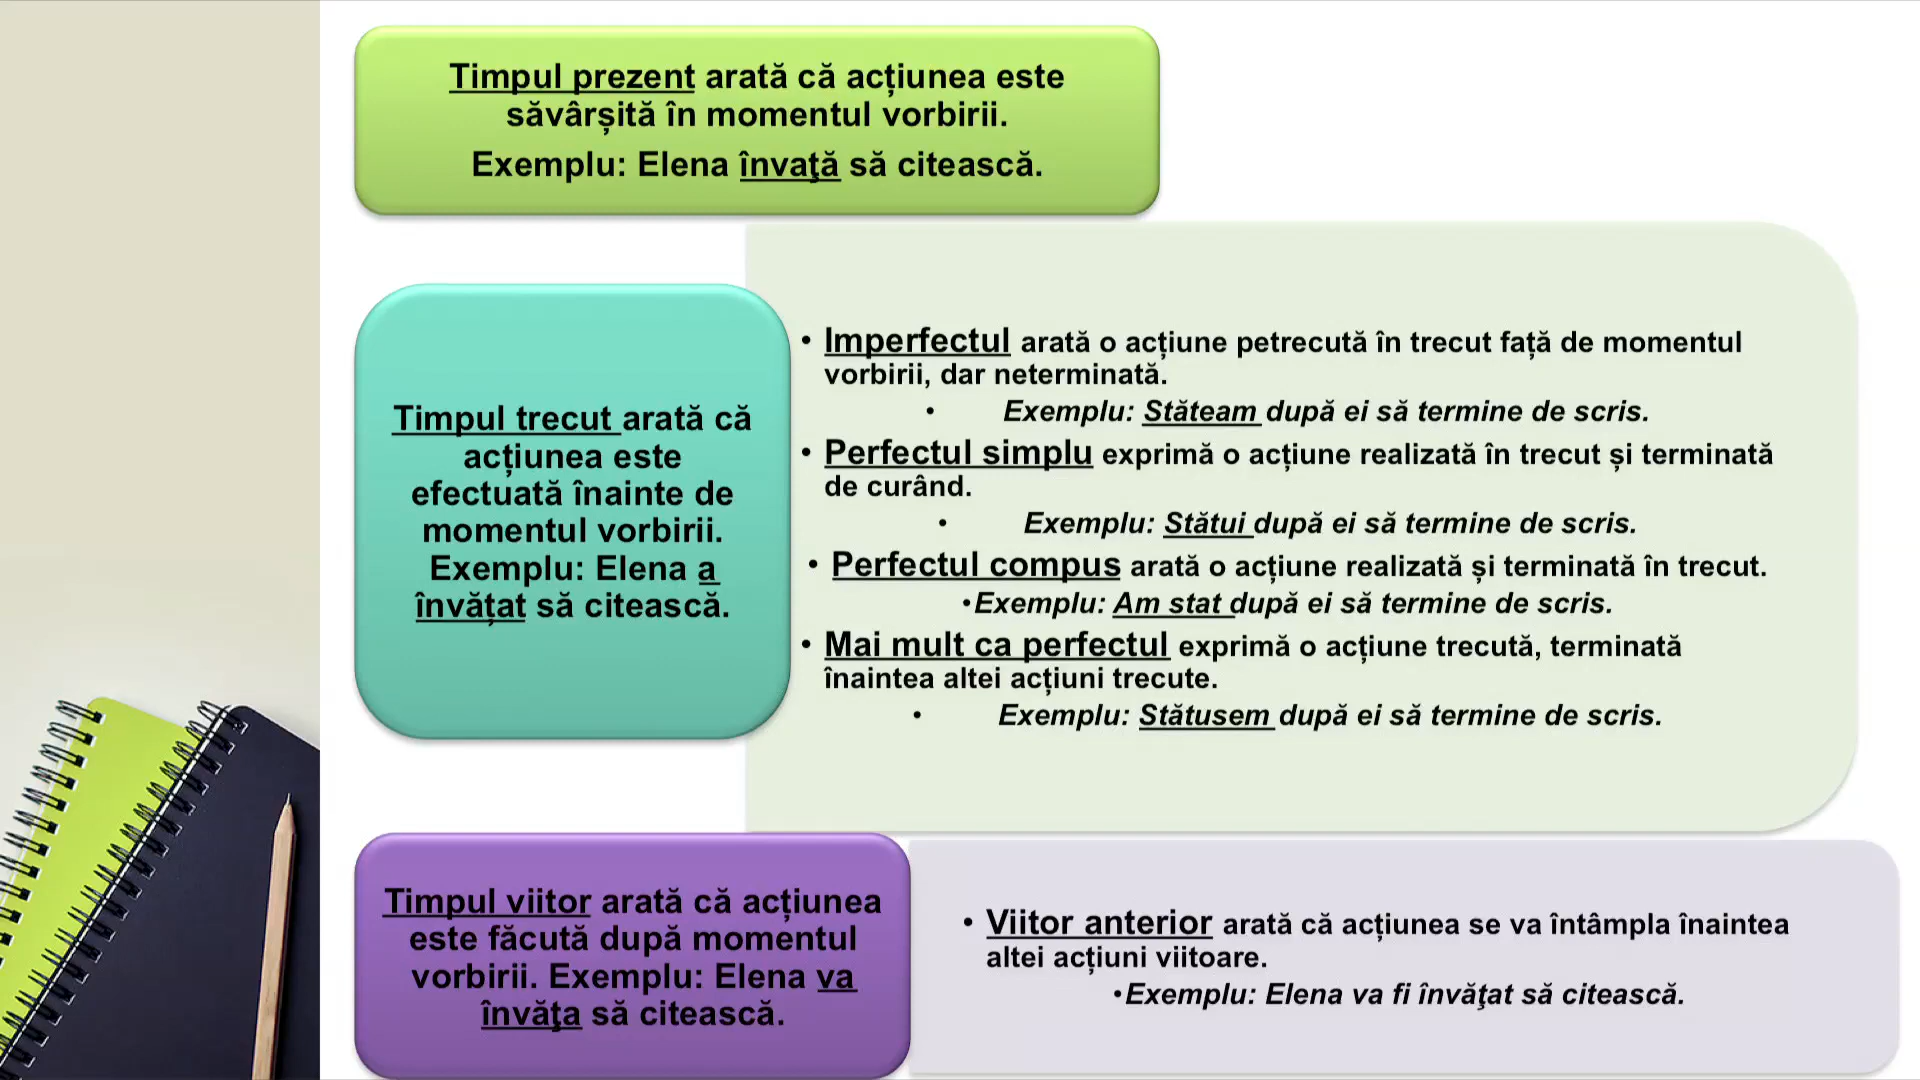 Timpul prezent arată că acțiunea este
săvârșită în momentul vorbirii.
Exemplu: Elena învaţă să citească.
Timpul trecut arată că
acțiunea este
efectuată înainte de
momentul vorbirii.
Exemplu: Elena a
învățat să citească.
• Imperfectul arată o acțiune petrecută în trecut față de momentul
vorbirii, dar neterminată.
• Exemplu: Stăteam după ei să termine de scris.
• Perfectul simplu exprimă o acțiune realizată în trecut și terminată
de curând.
• Exemplu: Stătui după ei să termine de scris.
• Perfectul compus arată o acțiune realizată și terminată în trecut.
•Exemplu: Am stat după ei să termine de scris.
• Mai mult ca perfectul exprimă o acțiune trecută, terminată
înaintea altei acțiuni trecute.
• Exemplu: Stătusem după ei să termine de scris.
Timpul viitor arată că acțiunea
este făcută după momentul
vorbirii. Exemplu: Elena va
învăţa să citească.
• Viitor anterior arată că acțiunea se va întâmpla înaintea
altei acțiuni viitoare.
•Exemplu: Elena va fi învăţat să citească.